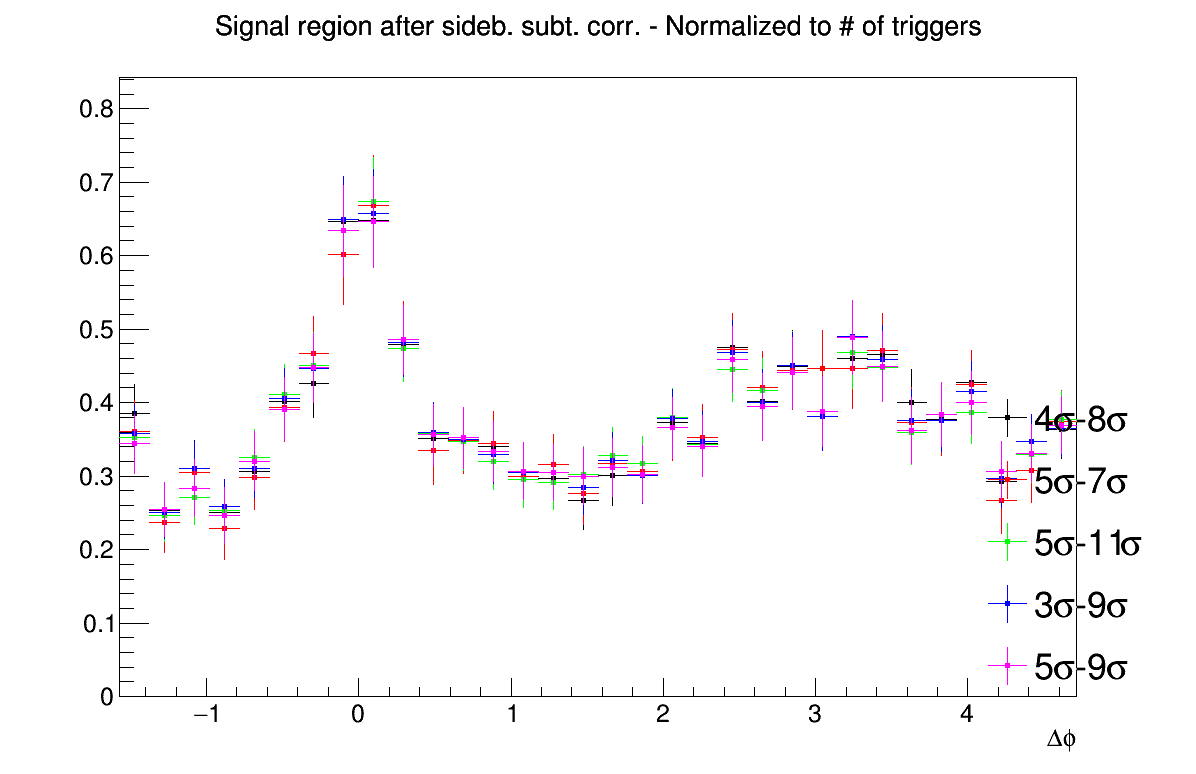 Signal region after sideb. subt. corr. - Normalized to # of triggers
0.8
0.7
0.6
0.5
0.4
0.3
0.2
0.1
0
4σ-8σ
5σ-7σ
5σ-11σ
3σ-9σ
5σ-9σ
−1 0 1 2 3 4
Δϕ